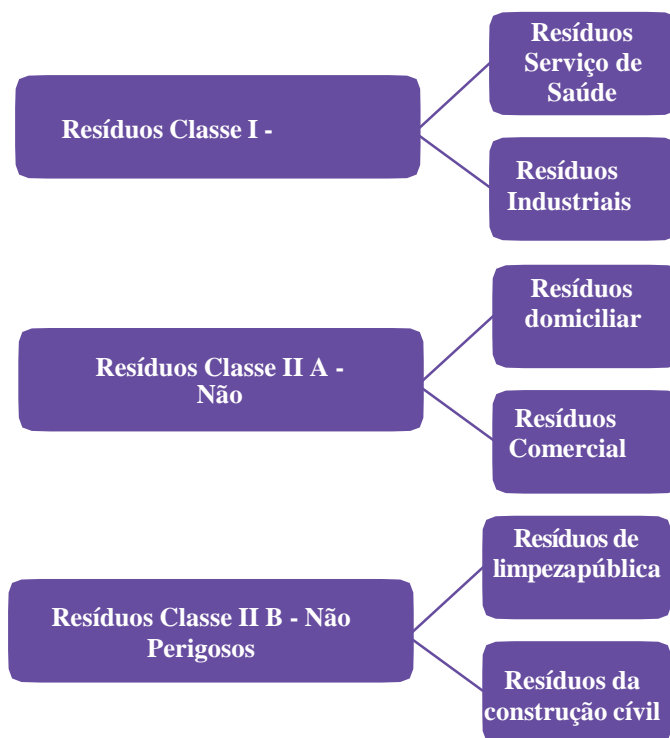 Resíduos Classe I -
Resíduos
Serviço de
Saúde
Resíduos
Industriais
Resíduos Classe II A -
Não
Resíduos
domiciliar
Resíduos
Comercial
Resíduos Classe II B - Não
Perigosos
Resíduos de
limpezapública
Resíduos da
construção cívil